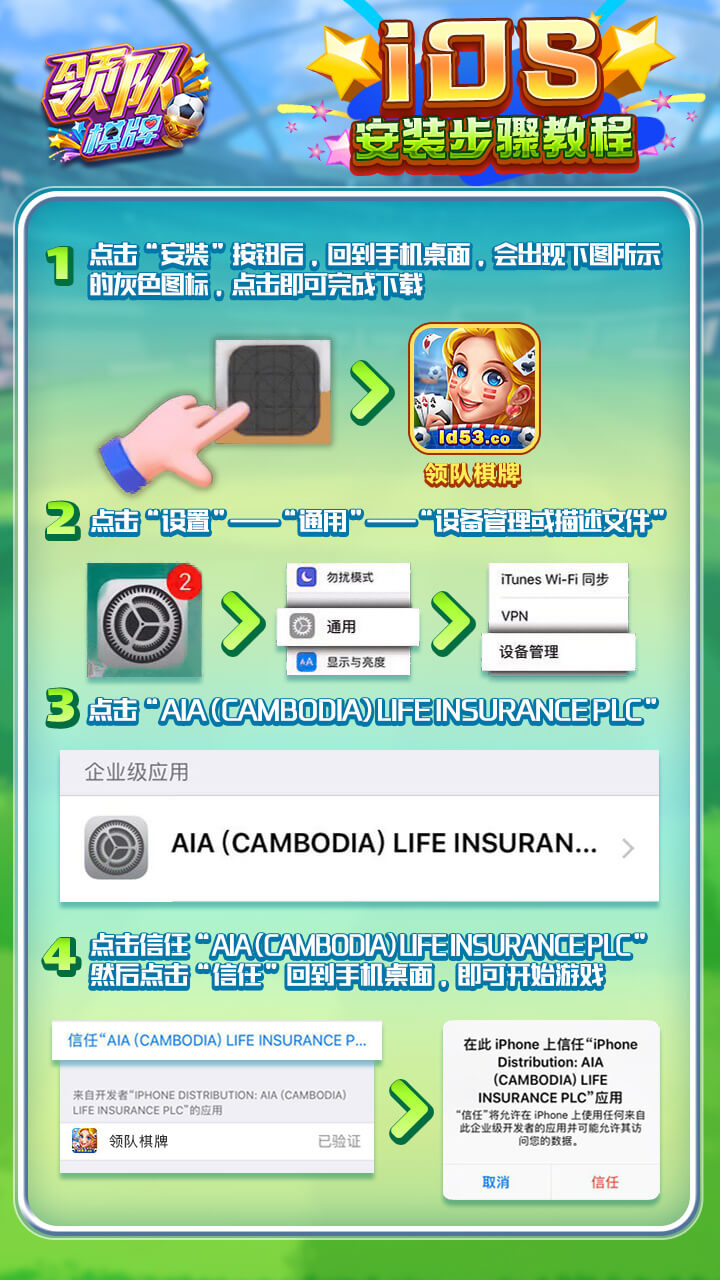 领队
棋牌
iOS
安装步骤教程
1 点击“安装”按钮后，回到手机桌面，会出现下图所示
的灰色图标，点击即可完成下载
ld53.co
领队棋牌
2 点击“设置”——“通用”——“设备管理或描述文件”
2
勿扰模式
通用
AA 显示与亮度
iTunes Wi-Fi 同步
VPN
设备管理
3 点击“AIA (CAMBODIA) LIFE INSURANCE PLC”
企业级应用
AIA (CAMBODIA) LIFE INSURAN...
4 点击信任“AIA (CAMBODIA) LIFE INSURANCE PLC”
然后点击“信任”回到手机桌面，即可开始游戏
信任“AIA (CAMBODIA) LIFE INSURANCE P...
来自开发者“IPHONE DISTRIBUTION: AIA (CAMBODIA)
LIFE INSURANCE PLC”的应用
领队棋牌 已验证
在此 iPhone 上信任“iPhone
Distribution: AIA
(CAMBODIA) LIFE
INSURANCE PLC”应用
“信任”将允许在 iPhone 上使用任何来自
此企业级开发者的应用并可能允许其访
问您的数据。
取消 信任